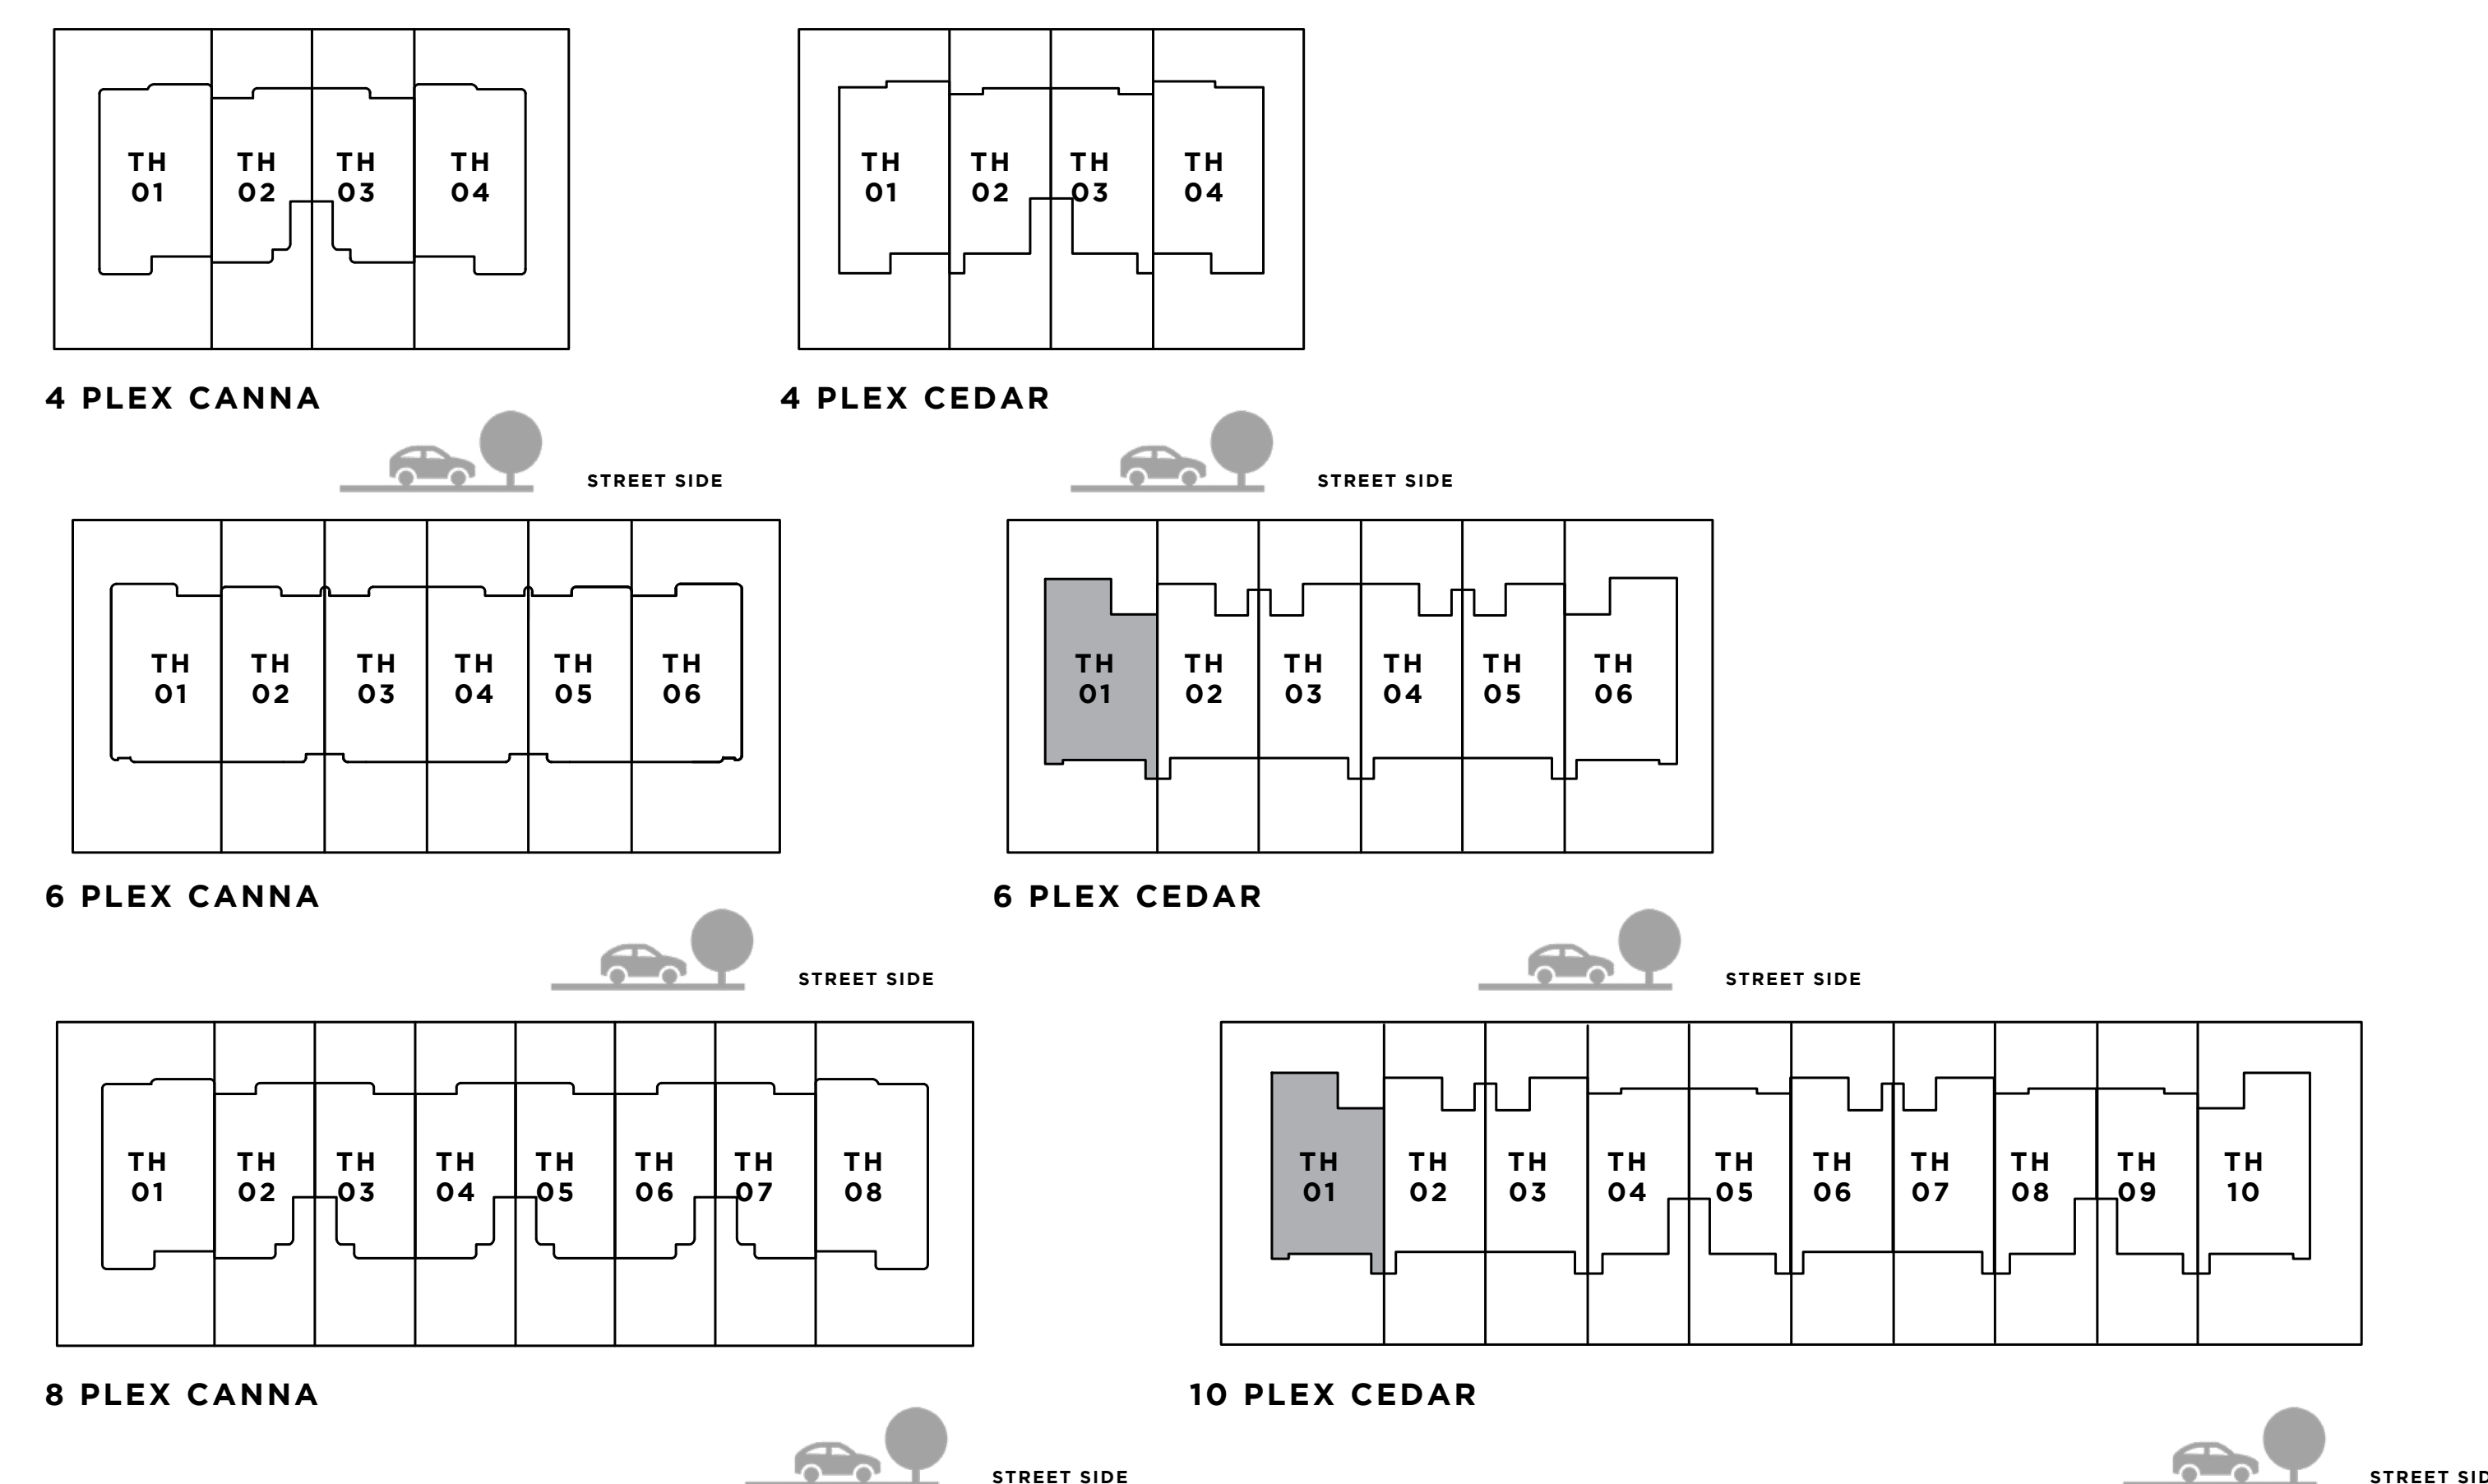 TH TH TH TH
01 02 03 04
TH TH TH TH
01 02 03 04
4 PLEX CANNA
4 PLEX CEDAR
STREET SIDE
STREET SIDE
TH TH TH TH TH TH
01 02 03 04 05 06
TH TH TH TH TH TH
01 02 03 04 05 06
6 PLEX CANNA
6 PLEX CEDAR
STREET SIDE
STREET SIDE
TH TH TH TH TH TH TH TH
01 02 03 04 05 06 07 08
TH TH TH TH TH TH TH TH TH TH
01 02 03 04 05 06 07 08 09 10
8 PLEX CANNA
10 PLEX CEDAR
STREET SIDE
STREET